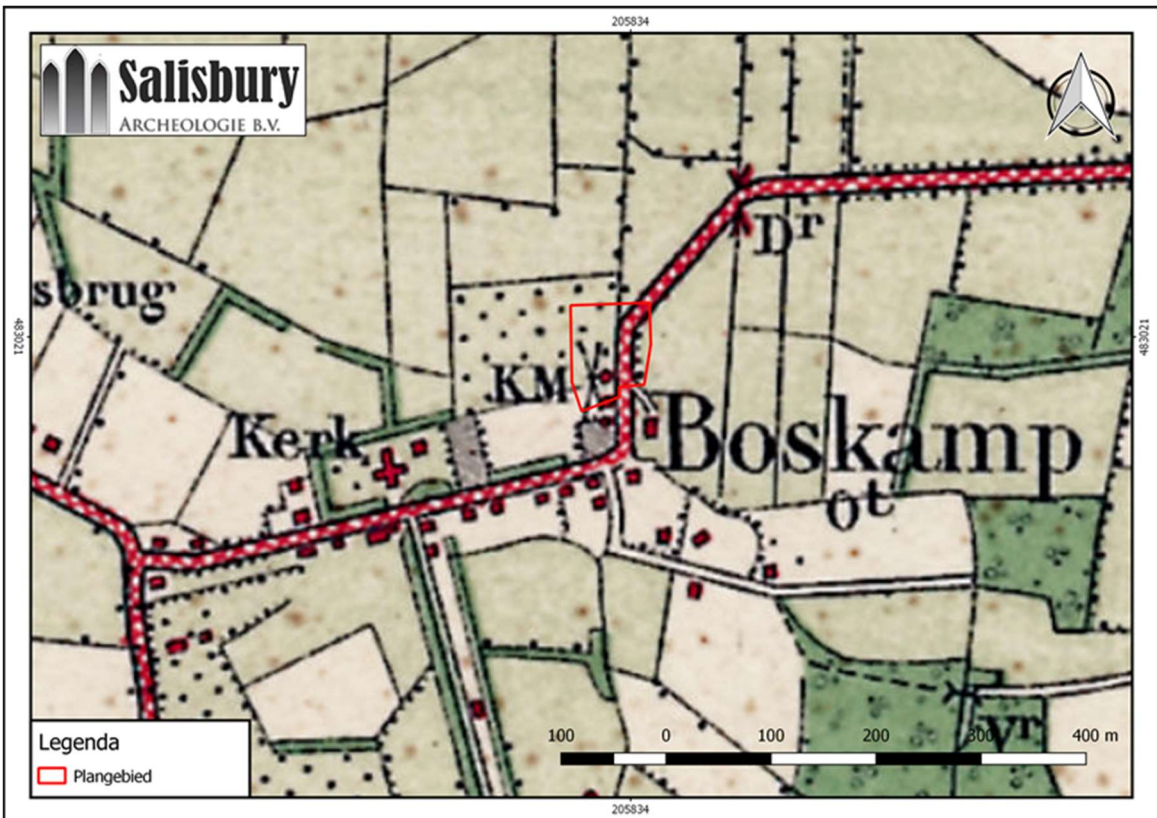 205834
Salisbury
ARCHEOLOGIE B.V.
Dr
sbrug
483021
483021
KM
Kerk
Boskamp
ot
100 0 100 200 300 400 m
Vr
Legenda
Plangebied
205834